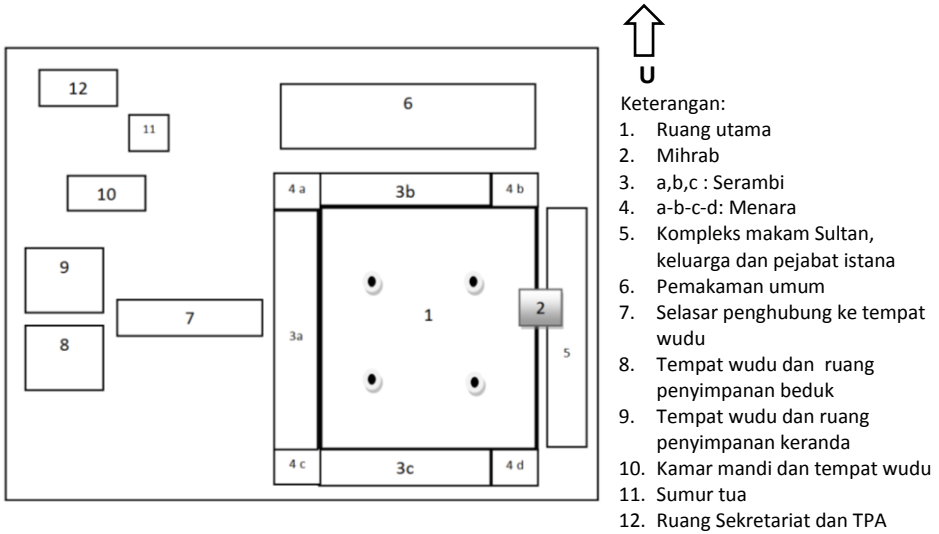 12
6
11
4 a
3b
4 b
10
9
7
1
2
3a
8
5
4 c
3c
4 d
U
Keterangan:
1. Ruang utama
2. Mihrab
3. a,b,c : Serambi
4. a-b-c-d: Menara
5. Kompleks makam Sultan,
keluarga dan pejabat istana
6. Pemakaman umum
7. Selasar penghubung ke tempat
wudu
8. Tempat wudu dan ruang
penyimpanan beduk
9. Tempat wudu dan ruang
penyimpanan keranda
10. Kamar mandi dan tempat wudu
11. Sumur tua
12. Ruang Sekretariat dan TPA